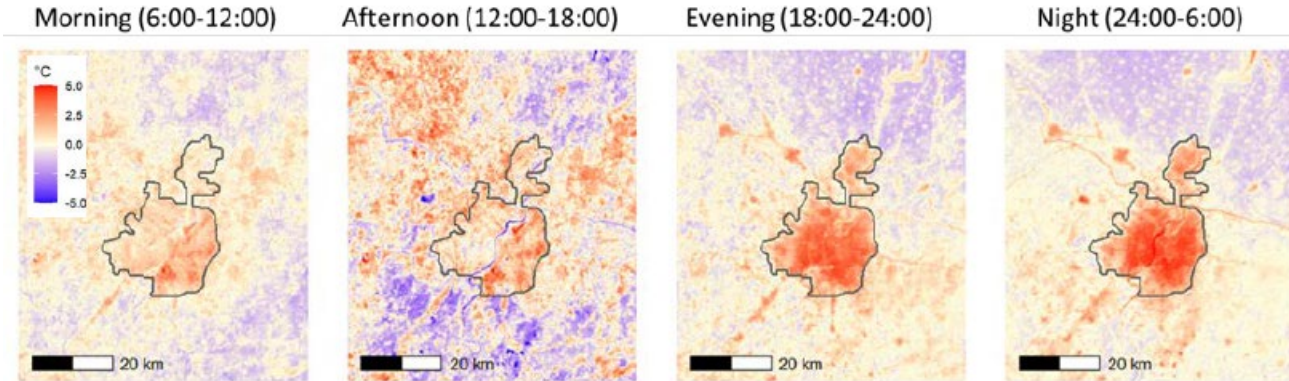 Morning (6:00-12:00) Afternoon (12:00-18:00) Evening (18:00-24:00) Night (24:00-6:00)
°C
5.0
2.5
0.0
-2.5
-5.0
20 km 20 km 20 km 20 km